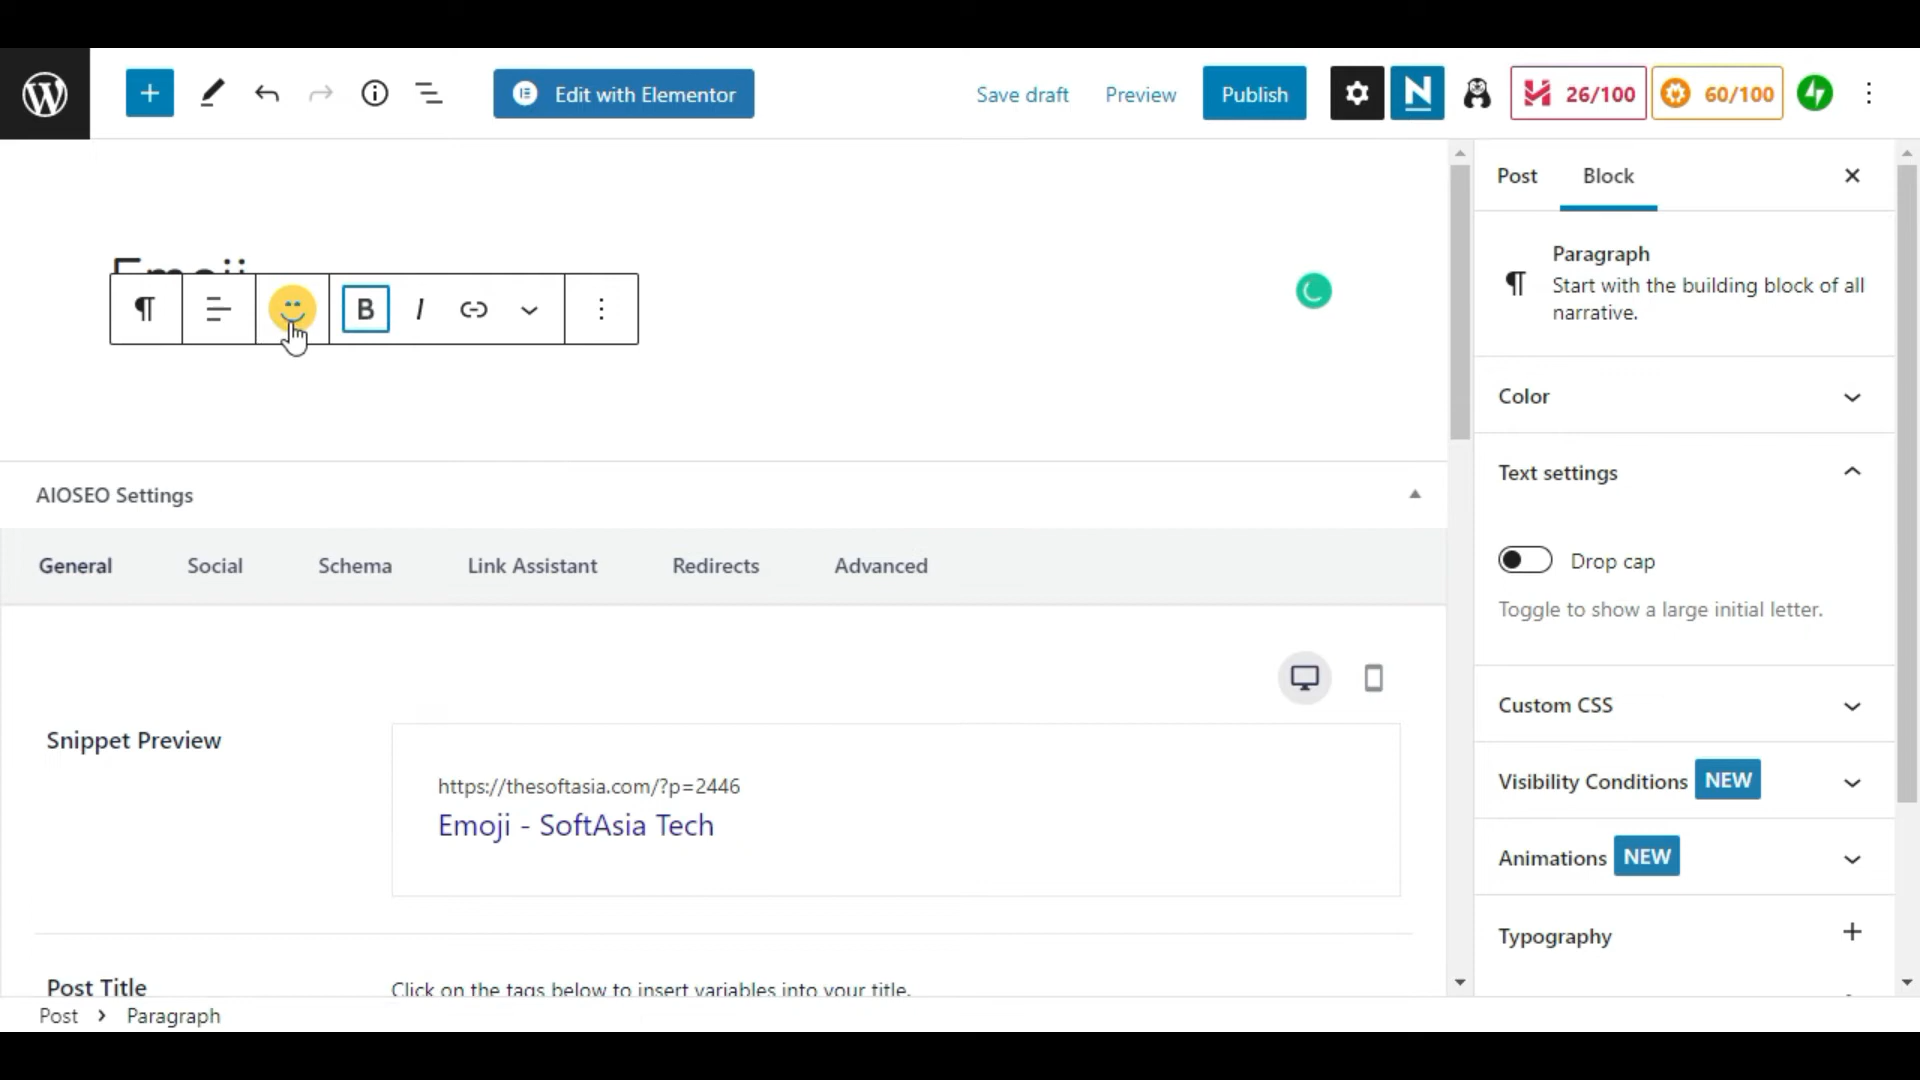 Edit with Elementor
Save draft
Preview
Publish
26/100
60/100
Post
Block
Emoji
B
I
Paragraph
Start with the building block of all
narrative.
Color
Text settings
Drop cap
Toggle to show a large initial letter.
Custom CSS
Visibility Conditions NEW
Animations NEW
Typography
AIOSEO Settings
General
Social
Schema
Link Assistant
Redirects
Advanced
Snippet Preview
https://thesoftasia.com/?p=2446
Emoji - SoftAsia Tech
Post Title
Click on the tags below to insert variables into your title.
Post > Paragraph